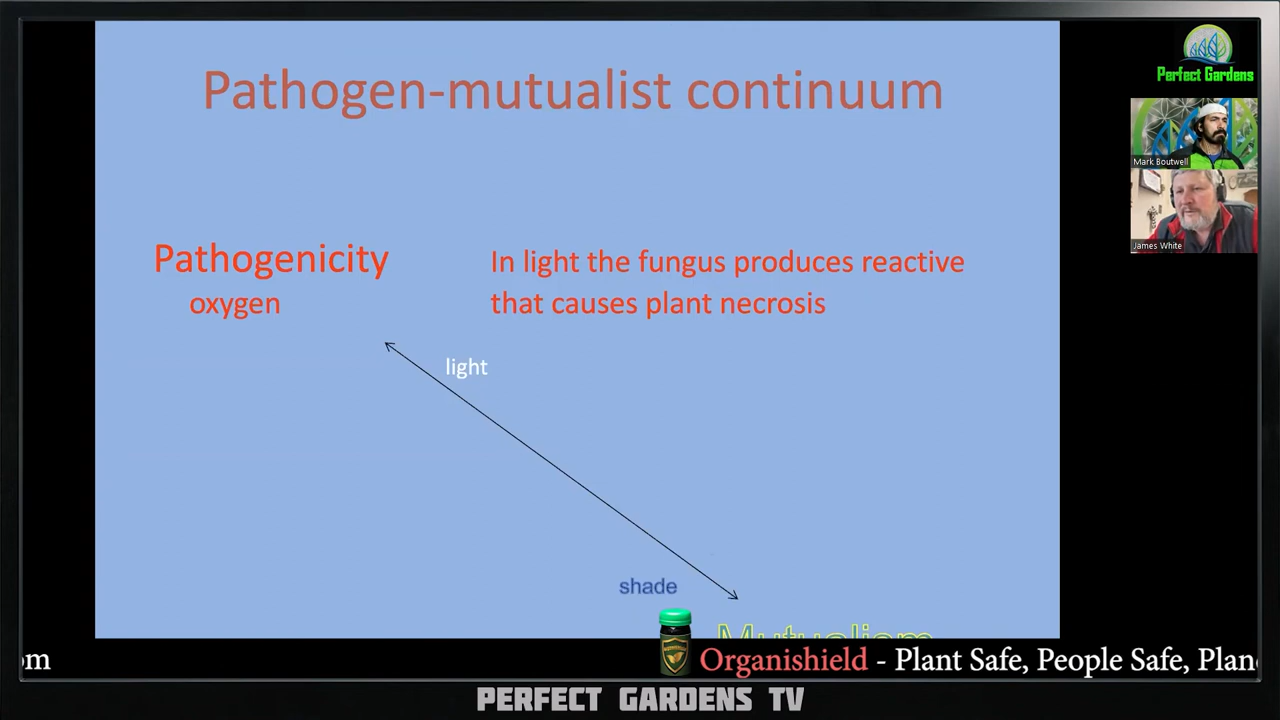 Pathogen-mutualist continuum
Perfect Gardens
Mark Boutwell
James White
Pathogenicity In light the fungus produces reactive
oxygen that causes plant necrosis
light
shade
Mutualism
om
Organishield - Plant Safe, People Safe, Plan
PERFECT GARDENS TV